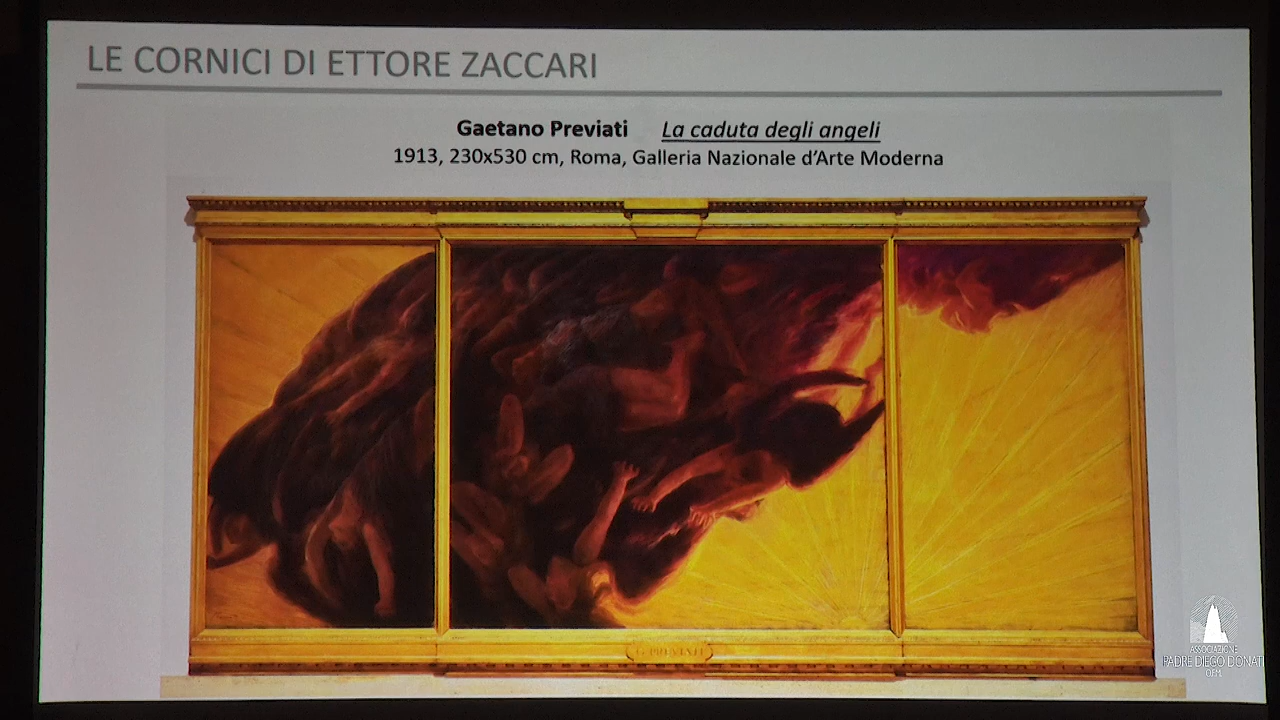 LE CORNICI DI ETTORE ZACCARI
Gaetano Previati La caduta degli angeli
1913, 230x530 cm, Roma, Galleria Nazionale d'Arte Moderna
G. PREVIATI
ASSOCIAZIONE
PADRE DIEGO DONATI
OFM